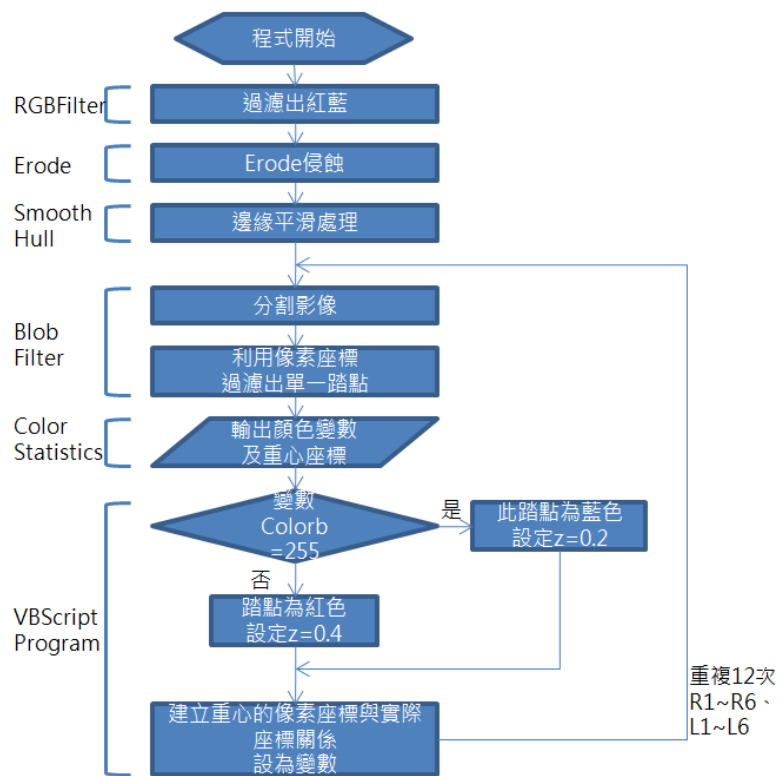 程式開始
RGBFilter
過濾出紅藍
Erode
Erode侵蝕
Smooth
Hull
邊緣平滑處理
Blob
Filter
分割影像
利用像素座標
過濾出單一踏點
Color
Statistics
輸出顏色變數
及重心座標
VBScript
Program
變數
Colorb
=255
是
此踏點為藍色
設定z=0.2
否
踏點為紅色
設定z=0.4
建立重心的像素座標與實際
座標關係
設為變數
重複12次
R1~R6、
L1~L6